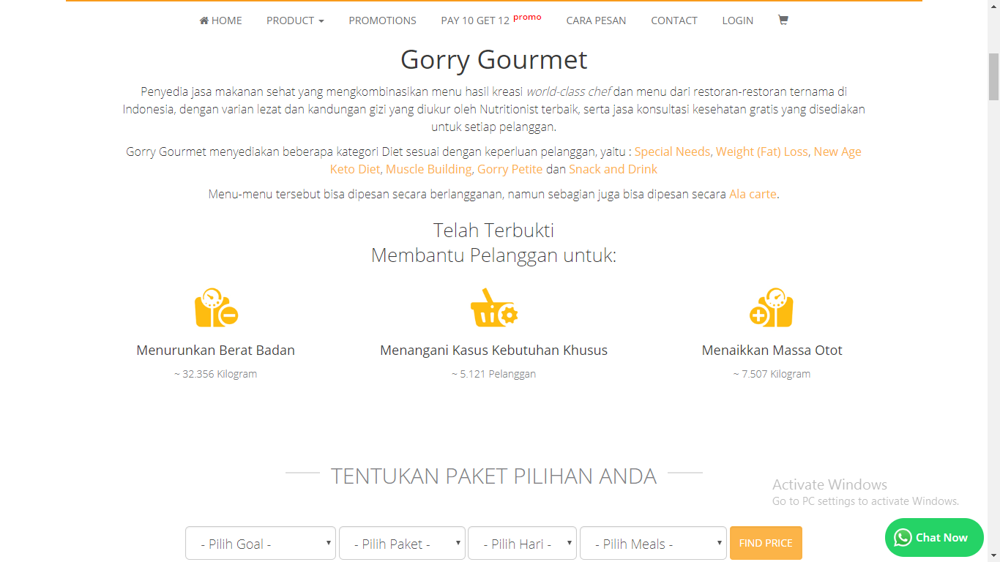 HOME PRODUCT PROMOTIONS PAY 10 GET 12 promo CARA PESAN CONTACT LOGIN
Gorry Gourmet
Penyedia jasa makanan sehat yang mengkombinasikan menu hasil kreasi world-class chef dan menu dari restoran-restoran ternama di
Indonesia, dengan varian lezat dan kandungan gizi yang diukur oleh Nutritionist terbaik, serta jasa konsultasi kesehatan gratis yang disediakan
untuk setiap pelanggan.
Gorry Gourmet menyediakan beberapa kategori Diet sesuai dengan keperluan pelanggan, yaitu : Special Needs, Weight (Fat) Loss, New Age
Keto Diet, Muscle Building, Gorry Petite dan Snack and Drink
Menu-menu tersebut bisa dipesan secara berlangganan, namun sebagian juga bisa dipesan secara Ala carte.
Telah Terbukti
Membantu Pelanggan untuk:
Menurunkan Berat Badan
~ 32.356 Kilogram
Menangani Kasus Kebutuhan Khusus
~ 5.121 Pelanggan
Menaikkan Massa Otot
~ 7.507 Kilogram
TENTUKAN PAKET PILIHAN ANDA
Activate Windows
Go to PC settings to activate Windows.
- Pilih Goal - - Pilih Paket - - Pilih Hari - - Pilih Meals - FIND PRICE
Chat Now